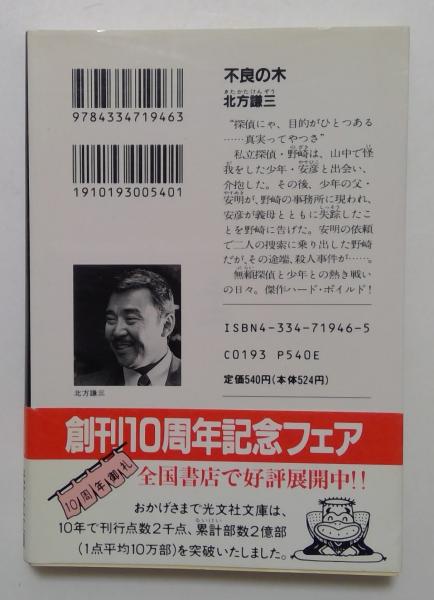 不良の木
きたかたけんぞう
北方謙三
“探偵にゃ、目的がひとつある
……真実ってやつさ”
私立探偵・野崎は、山中で怪
我をした少年・安彦と出会い、
介抱した。その後、少年の父・
安明が、野崎の事務所に現われ、
安彦が義母とともに失踪したこ
とを野崎に告げた。安明の依頼
で二人の捜索に乗り出した野崎
だが、その途端、殺人事件が……。
無頼探偵と少年との熱き戦い
の日々。傑作ハード・ボイルド!
9784334719463
1910193005401
北方謙三
ISBN4-334-71946-5
C0193 P540E
定価540円(本体524円)
創刊10周年記念フェア
10周年御礼
全国書店で好評展開中!!
おかげさまで光文社文庫は、
10年で刊行点数2千点、累計部数2億部
(1点平均10万部)を突破いたしました。